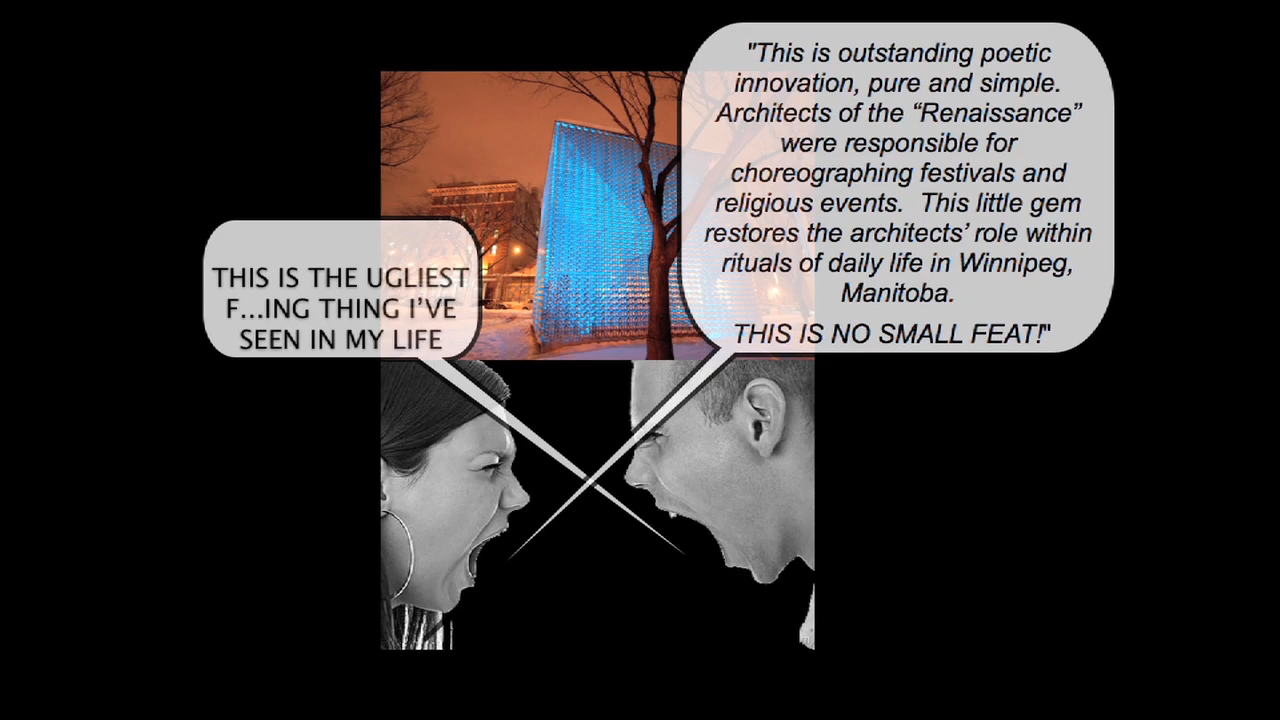 THIS IS THE UGLIEST
F...ING THING I'VE
SEEN IN MY LIFE
"This is outstanding poetic
innovation, pure and simple.
Architects of the “Renaissance”
were responsible for
choreographing festivals and
religious events.  This little gem
restores the architects’ role within
rituals of daily life in Winnipeg,
Manitoba.
THIS IS NO SMALL FEAT!"